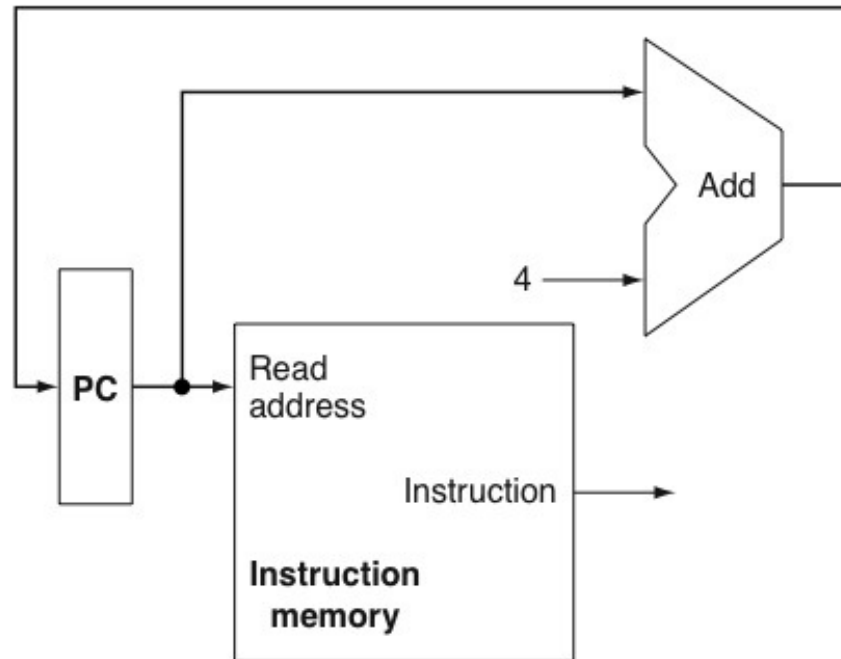 Add
4
PC
Read
address
Instruction
Instruction
memory